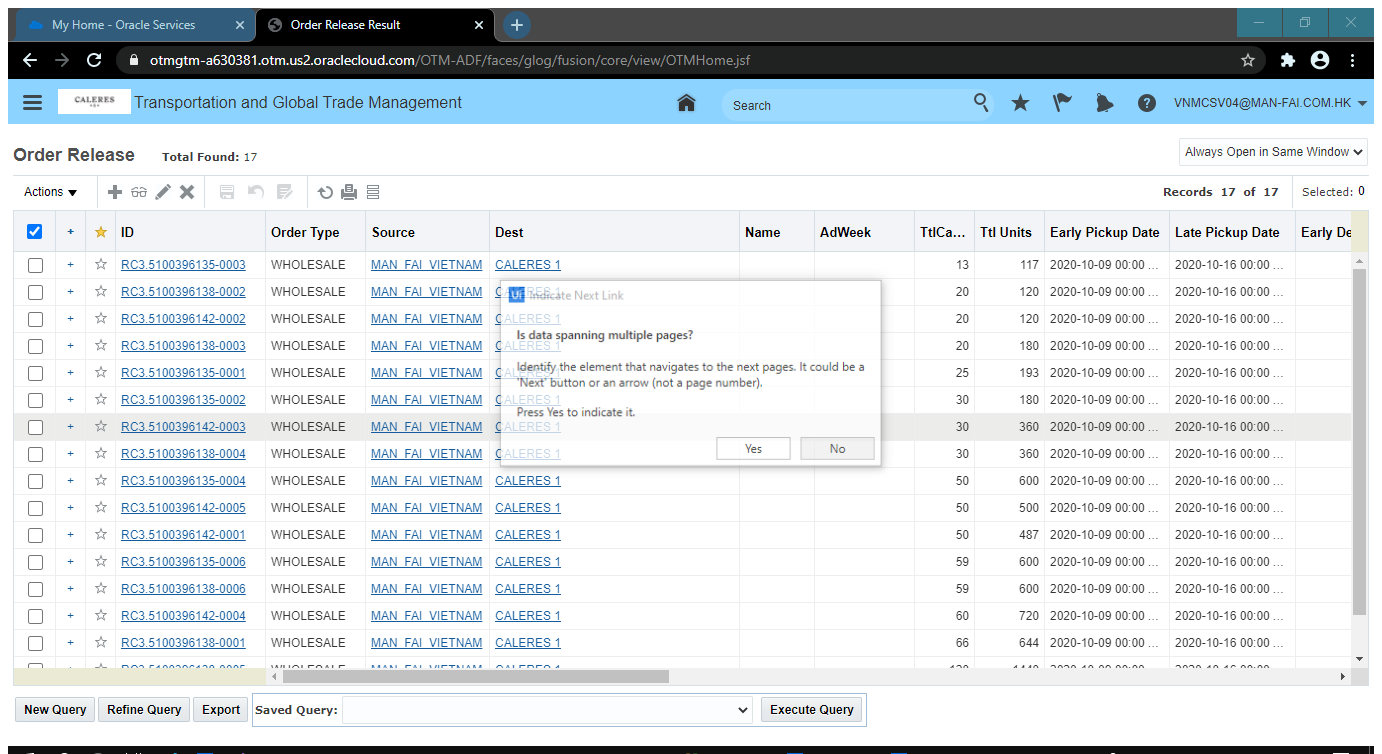 My Home - Oracle Services × Order Release Result × +
otmgtm-a630381.otm.us2.oraclecloud.com/OTM-ADF/faces/glog/fusion/core/view/OTMHome.jsf
CALERES Transportation and Global Trade Management Search ? VNMCSV04@MAN-FAI.COM.HK
Order Release Total Found: 17 Always Open in Same Window
Actions Records 17 of 17 Selected: 0
+ ID Order Type Source Dest Name AdWeek TtlCa... Ttl Units Early Pickup Date Late Pickup Date Early De
+ RC3.5100396135-0003 WHOLESALE MAN_FAI_VIETNAM CALERES 1 13 117 2020-10-09 00:00 ... 2020-10-16 00:00 ...
+ RC3.5100396138-0002 WHOLESALE MAN_FAI_VIETNAM CALERES 1 20 120 2020-10-09 00:00 ... 2020-10-16 00:00 ...
+ RC3.5100396142-0002 WHOLESALE MAN_FAI_VIETNAM CALERES 1 20 120 2020-10-09 00:00 ... 2020-10-16 00:00 ...
+ RC3.5100396138-0003 WHOLESALE MAN_FAI_VIETNAM CALERES 1 20 180 2020-10-09 00:00 ... 2020-10-16 00:00 ...
+ RC3.5100396135-0001 WHOLESALE MAN_FAI_VIETNAM CALERES 1 25 193 2020-10-09 00:00 ... 2020-10-16 00:00 ...
+ RC3.5100396135-0002 WHOLESALE MAN_FAI_VIETNAM CALERES 1 30 180 2020-10-09 00:00 ... 2020-10-16 00:00 ...
+ RC3.5100396142-0003 WHOLESALE MAN_FAI_VIETNAM CALERES 1 30 360 2020-10-09 00:00 ... 2020-10-16 00:00 ...
+ RC3.5100396138-0004 WHOLESALE MAN_FAI_VIETNAM CALERES 1 30 360 2020-10-09 00:00 ... 2020-10-16 00:00 ...
+ RC3.5100396135-0004 WHOLESALE MAN_FAI_VIETNAM CALERES 1 50 600 2020-10-09 00:00 ... 2020-10-16 00:00 ...
+ RC3.5100396142-0005 WHOLESALE MAN_FAI_VIETNAM CALERES 1 50 500 2020-10-09 00:00 ... 2020-10-16 00:00 ...
+ RC3.5100396142-0001 WHOLESALE MAN_FAI_VIETNAM CALERES 1 50 487 2020-10-09 00:00 ... 2020-10-16 00:00 ...
+ RC3.5100396135-0006 WHOLESALE MAN_FAI_VIETNAM CALERES 1 59 600 2020-10-09 00:00 ... 2020-10-16 00:00 ...
+ RC3.5100396138-0006 WHOLESALE MAN_FAI_VIETNAM CALERES 1 59 600 2020-10-09 00:00 ... 2020-10-16 00:00 ...
+ RC3.5100396142-0004 WHOLESALE MAN_FAI_VIETNAM CALERES 1 60 720 2020-10-09 00:00 ... 2020-10-16 00:00 ...
+ RC3.5100396138-0001 WHOLESALE MAN_FAI_VIETNAM CALERES 1 66 644 2020-10-09 00:00 ... 2020-10-16 00:00 ...
Ui Indicate Next Link
Is data spanning multiple pages?
Identify the element that navigates to the next pages. It could be a
'Next' button or an arrow (not a page number).
Press Yes to indicate it.
Yes No
New Query Refine Query Export Saved Query: Execute Query